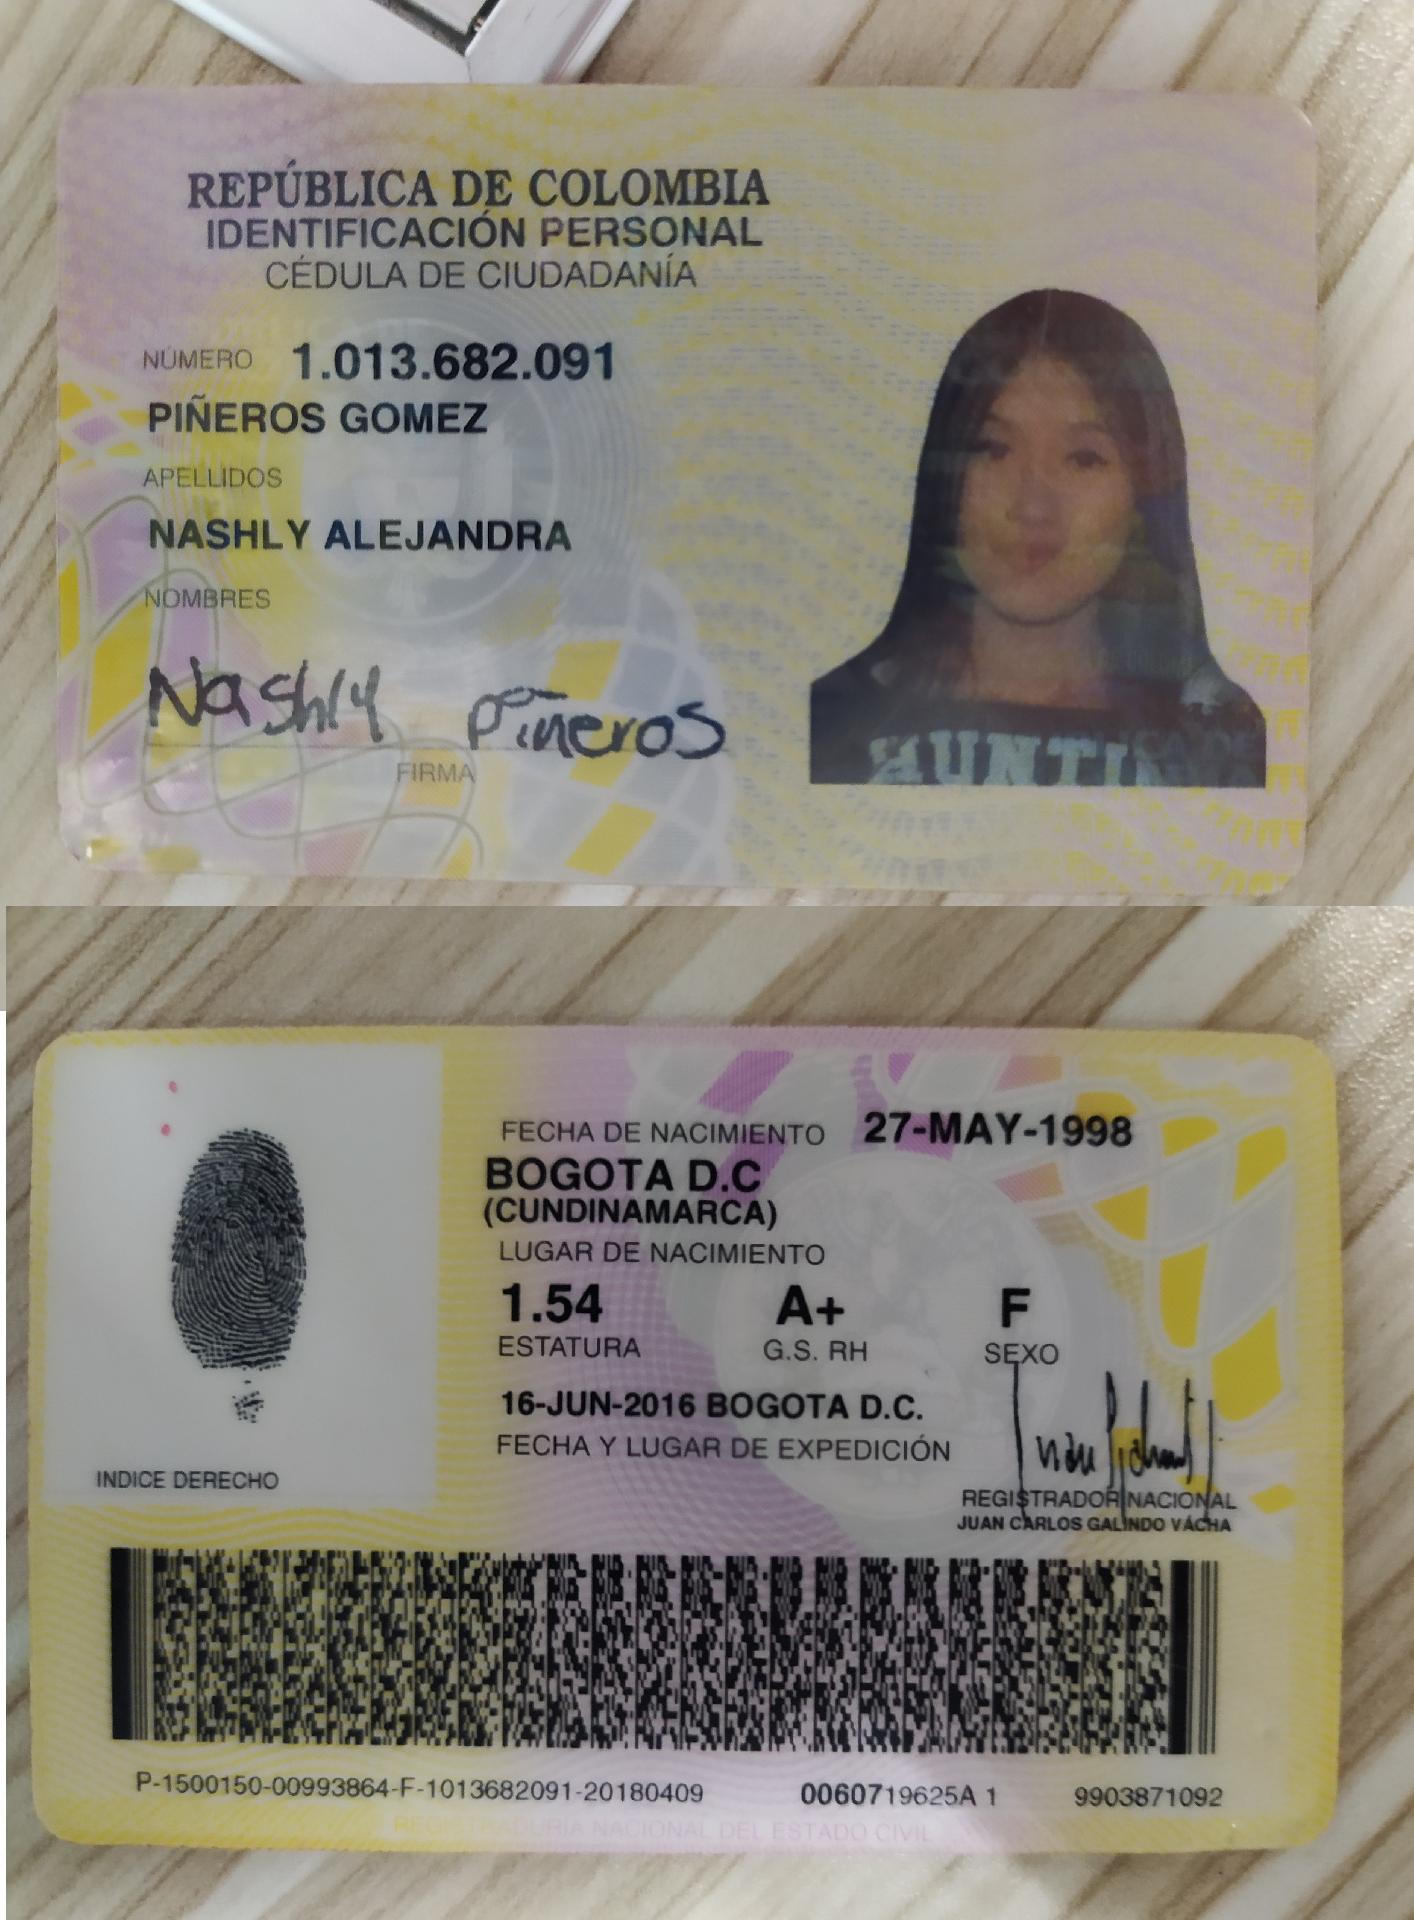 REPÚBLICA DE COLOMBIA
IDENTIFICACIÓN PERSONAL
CÉDULA DE CIUDADANÍA
NÚMERO 1.013.682.091
PIÑEROS GOMEZ
APELLIDOS
NASHLY ALEJANDRA
NOMBRES
Nashly Piñeros
FIRMA
HUNTIN
FECHA DE NACIMIENTO 27-MAY-1998
BOGOTA D.C
(CUNDINAMARCA)
LUGAR DE NACIMIENTO
1.54 A+ F
ESTATURA G.S. RH SEXO
16-JUN-2016 BOGOTA D.C.
FECHA Y LUGAR DE EXPEDICIÓN
INDICE DERECHO
REGISTRADOR NACIONAL
JUAN CARLOS GALINDO VÁCHA
P-1500150-00993864-F-1013682091-20180409 0060719625A 1 9903871092
REGISTRADURIA NACIONAL DEL ESTADO CIVIL